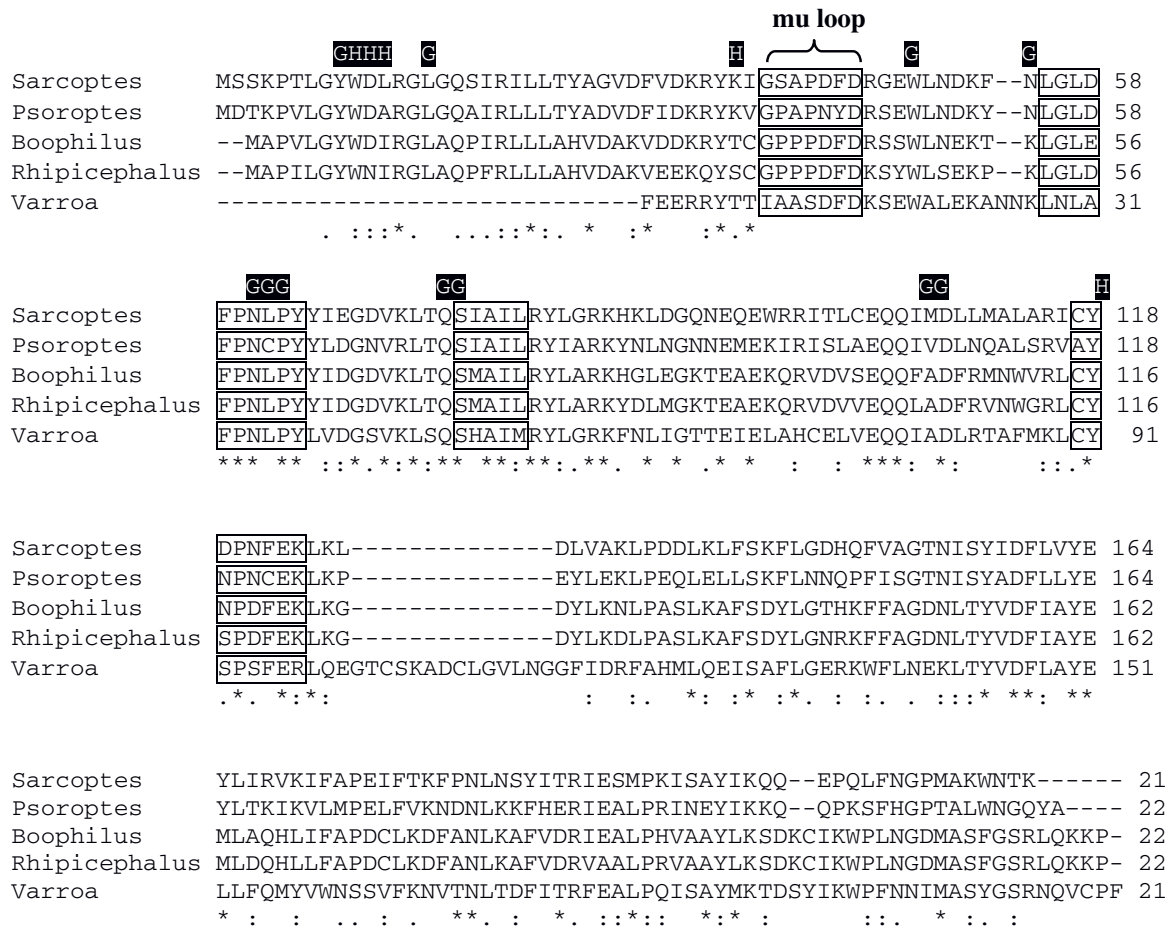 mu loop
GHHH G H G G
Sarcoptes MSSKPTLGYWDLRGLGQSIRILLTYAGVDFVDKRYKIGSAPDFDRGEWLNDKF--NLGLD 58
Psoroptes MDTKPVLGYWDARGLGQAIRLLLTYADVDFIDKRYKVGPAPNYDRSEWLNDKY--NLGLD 58
Boophilus --MAPVLGYWDIRGLAQPIRLLLAHVDAKVDDKRYTCGPPPDFDRSSWLNEKT--KLGLE 56
Rhipicephalus --MAPILGYWNIRGLAQPFRLLLAHVDAKVEEKQYSCGPPPDFDKSYWLSEKP--KLGLD 56
Varroa -----------------------------FEERRYTTIAASDFDKSEWALEKANNKLNLA 31
. :::*. ...::*:. * :* :*.*
GGG GG GG H
Sarcoptes FPNLPYYIEGDVKLTQSIAILRYLGRKHKLDGQNEQEWRRITLCEQQIMDLLMALARICY 118
Psoroptes FPNCPYYLDGNVRLTQSIAILRYIARKYNLNGNNEMEKIRISLAEQQIVDLNQALSRVAY 118
Boophilus FPNLPYYIDGDVKLTQSMAILRYLARKHGLEGKTEAEKQRVDVSEQQFADFRMNWVRLCY 116
Rhipicephalus FPNLPYYIDGDVKLTQSMAILRYLARKYDLMGKTEAEKQRVDVVEQQLADFRVNWGRLCY 116
Varroa FPNLPYLVDGSVKLSQSHAIMRYLGRKFNLIGTTEIELAHCELVEQQIADLRTAFMKLCY 91
*** ** ::*.*:*:** **:**:.**. * * .* * : : ***: *: ::.*
Sarcoptes DPNFEKLKL--------------DLVAKLPDDLKLFSKFLGDHQFVAGTNISYIDFLVYE 164
Psoroptes NPNCEKLKP--------------EYLEKLPEQLELLSKFLNNQPFISGTNISYADFLLYE 164
Boophilus NPDFEKLKG--------------DYLKNLPASLKAFSDYLGTHKFFAGDNLTYVDFIAYE 162
Rhipicephalus SPDFEKLKG--------------DYLKDLPASLKAFSDYLGNRKFFAGDNLTYVDFIAYE 162
Varroa SPSFERLQEGTCSKADCLGVLNGGFIDRFAHMLQEISAFLGERKWFLNEKLTYVDFLAYE 151
.*. *:*: : :. *: :* :*. : :. . :::* **: **
Sarcoptes YLIRVKIFAPEIFTKFPNLNSYITRIESMPKISAYIKQQ--EPQLFNGPMAKWNTK------ 21
Psoroptes YLTKIKVLMPELFVKNDNLKKFHERIEALPRINEYIKKQ--QPKSFHGPTALWNGQYA---- 22
Boophilus MLAQHLIFAPDCLKDFANLKAFVDRIEALPHVAAYLKSDKCIKWPLNGDMASFGSRLQKKP- 22
Rhipicephalus MLDQHLLFAPDCLKDFANLKAFVDRVAALPRVAAYLKSDKCIKWPLNGDMASFGSRLQKKP- 22
Varroa LLFQMYVWNSSVFKNVTNLTDFITRFEALPQISAYMKTDSYIKWPFNNIMASYGSRNQVCPF 21
* : : .. : **. : *. ::*:: *:* : ::. * :. :